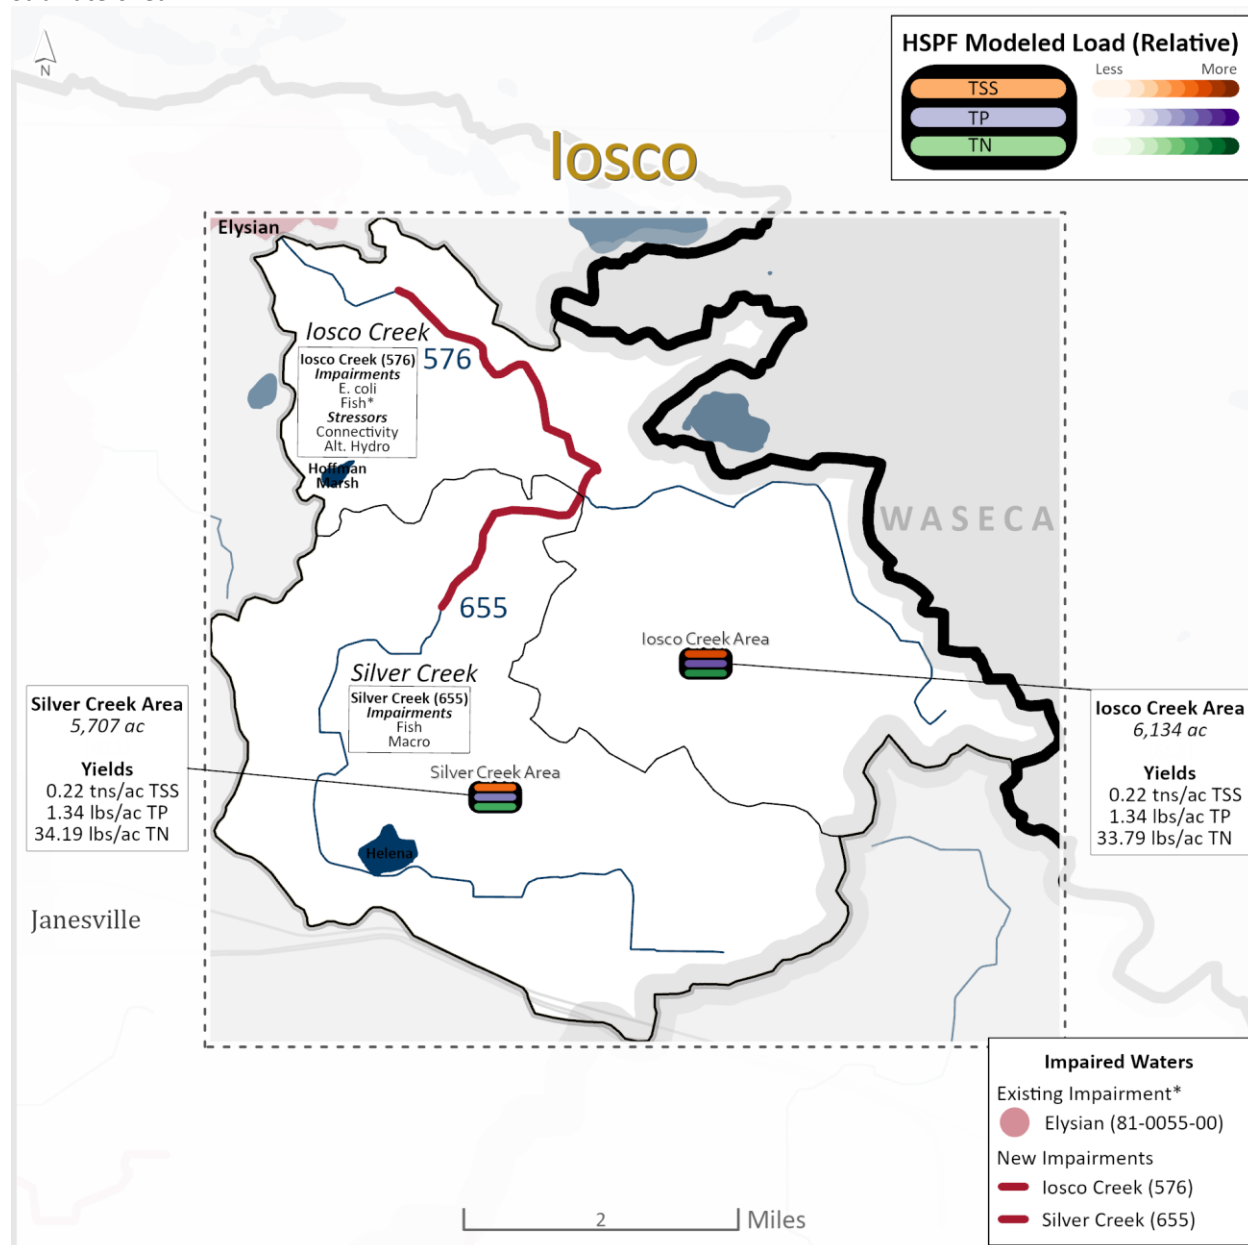 N
HSPF Modeled Load (Relative)
Less More
TSS
TP
TN
Iosco
Elysian
Iosco Creek
576
Iosco Creek (576)
Impairments
E. coli
Fish*
Stressors
Connectivity
Alt. Hydro
Hoffman
Marsh
WASECA
655
Iosco Creek Area
Silver Creek
Silver Creek (655)
Impairments
Fish
Macro
Silver Creek Area
5,707 ac
Yields
0.22 tns/ac TSS
1.34 lbs/ac TP
34.19 lbs/ac TN
Iosco Creek Area
6,134 ac
Yields
0.22 tns/ac TSS
1.34 lbs/ac TP
33.79 lbs/ac TN
Silver Creek Area
Helena
Janesville
Impaired Waters
Existing Impairment*
Elysian (81-0055-00)
New Impairments
Iosco Creek (576)
Silver Creek (655)
2 Miles